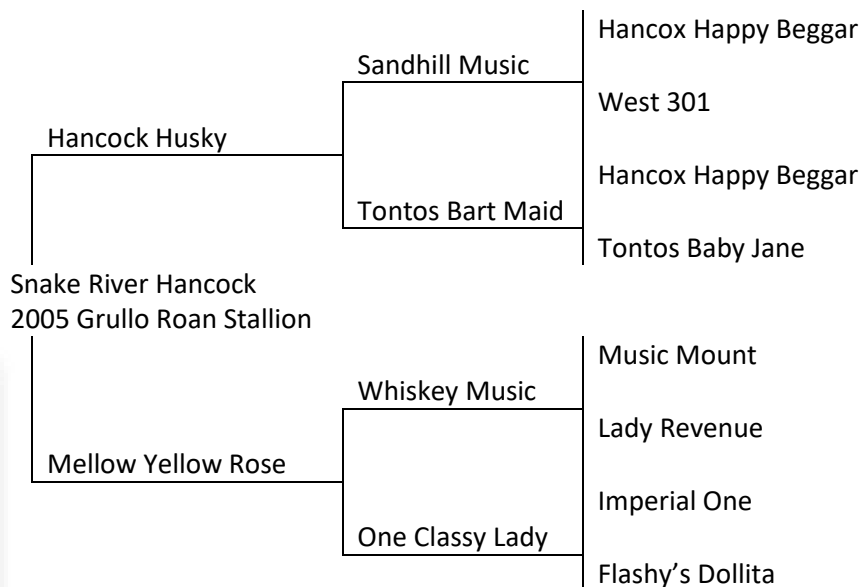 Hancox Happy Beggar
Sandhill Music
West 301
Hancock Husky
Hancox Happy Beggar
Tontos Bart Maid
Tontos Baby Jane
Snake River Hancock
2005 Grullo Roan Stallion
Music Mount
Whiskey Music
Lady Revenue
Mellow Yellow Rose
Imperial One
One Classy Lady
Flashy’s Dollita